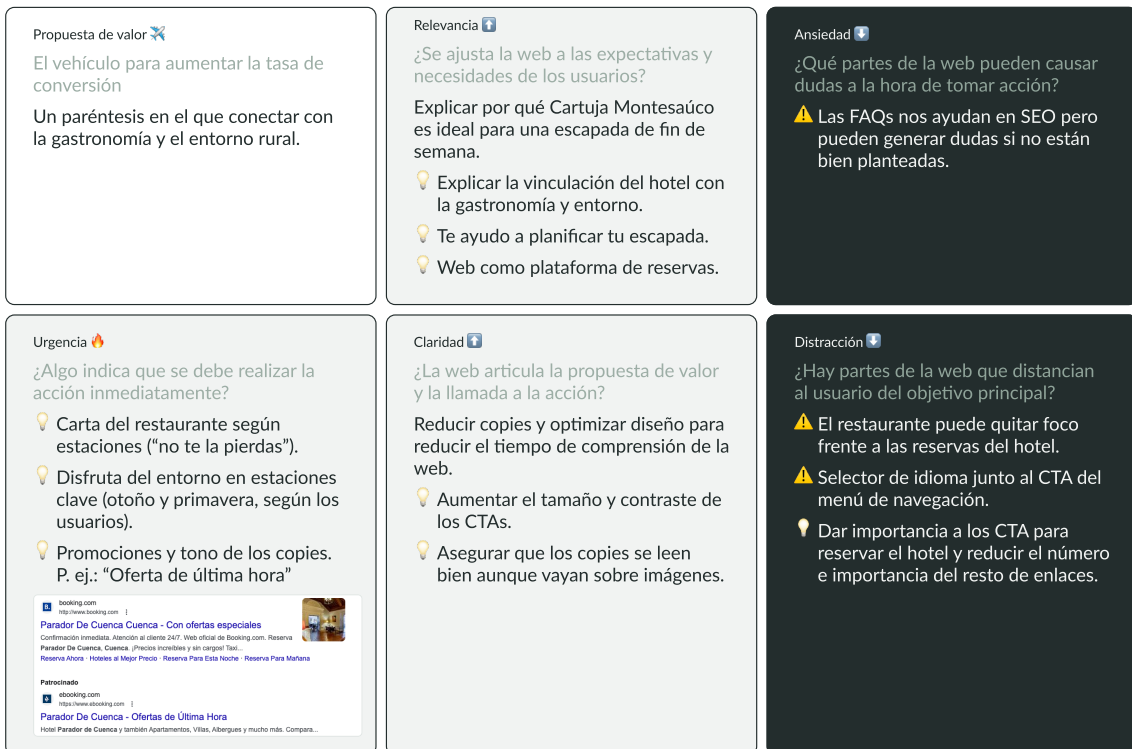 Propuesta de valor ✈️
El vehículo para aumentar la tasa de
conversión
Un paréntesis en el que conectar con
la gastronomía y el entorno rural.
Relevancia ⬆️
¿Se ajusta la web a las expectativas y
necesidades de los usuarios?
Explicar por qué Cartuja Montesaúco
es ideal para una escapada de fin de
semana.
💡 Explicar la vinculación del hotel con
la gastronomía y entorno.
💡 Te ayudo a planificar tu escapada.
💡 Web como plataforma de reservas.
Ansiedad ⬇️
¿Qué partes de la web pueden causar
dudas a la hora de tomar acción?
⚠️ Las FAQs nos ayudan en SEO pero
pueden generar dudas si no están
bien planteadas.
Urgencia 🔥
¿Algo indica que se debe realizar la
acción inmediatamente?
💡 Carta del restaurante según
estaciones (“no te la pierdas”).
💡 Disfruta del entorno en estaciones
clave (otoño y primavera, según los
usuarios).
💡 Promociones y tono de los copies.
P. ej.: “Oferta de última hora”
B.
booking.com
http://www.booking.com ⋮
Parador De Cuenca Cuenca - Con ofertas especiales
Confirmación inmediata. Atención al cliente 24/7. Web oficial de Booking.com. Reserva
Parador De Cuenca, Cuenca. ¡Precios increíbles y sin cargos! Taxi...
Reserva Ahora · Hoteles al Mejor Precio · Reserva Para Esta Noche · Reserva Para Mañana
Patrocinado
ebooking.com
https://www.ebooking.com ⋮
Parador De Cuenca - Ofertas de Última Hora
Hotel Parador de Cuenca y también Apartamentos, Villas, Albergues y mucho más. Compara...
Claridad ⬆️
¿La web articula la propuesta de valor
y la llamada a la acción?
Reducir copies y optimizar diseño para
reducir el tiempo de comprensión de la
web.
💡 Aumentar el tamaño y contraste de
los CTAs.
💡 Asegurar que los copies se leen
bien aunque vayan sobre imágenes.
Distracción ⬇️
¿Hay partes de la web que distancian
al usuario del objetivo principal?
⚠️ El restaurante puede quitar foco
frente a las reservas del hotel.
⚠️ Selector de idioma junto al CTA del
menú de navegación.
💡 Dar importancia a los CTA para
reservar el hotel y reducir el número
e importancia del resto de enlaces.